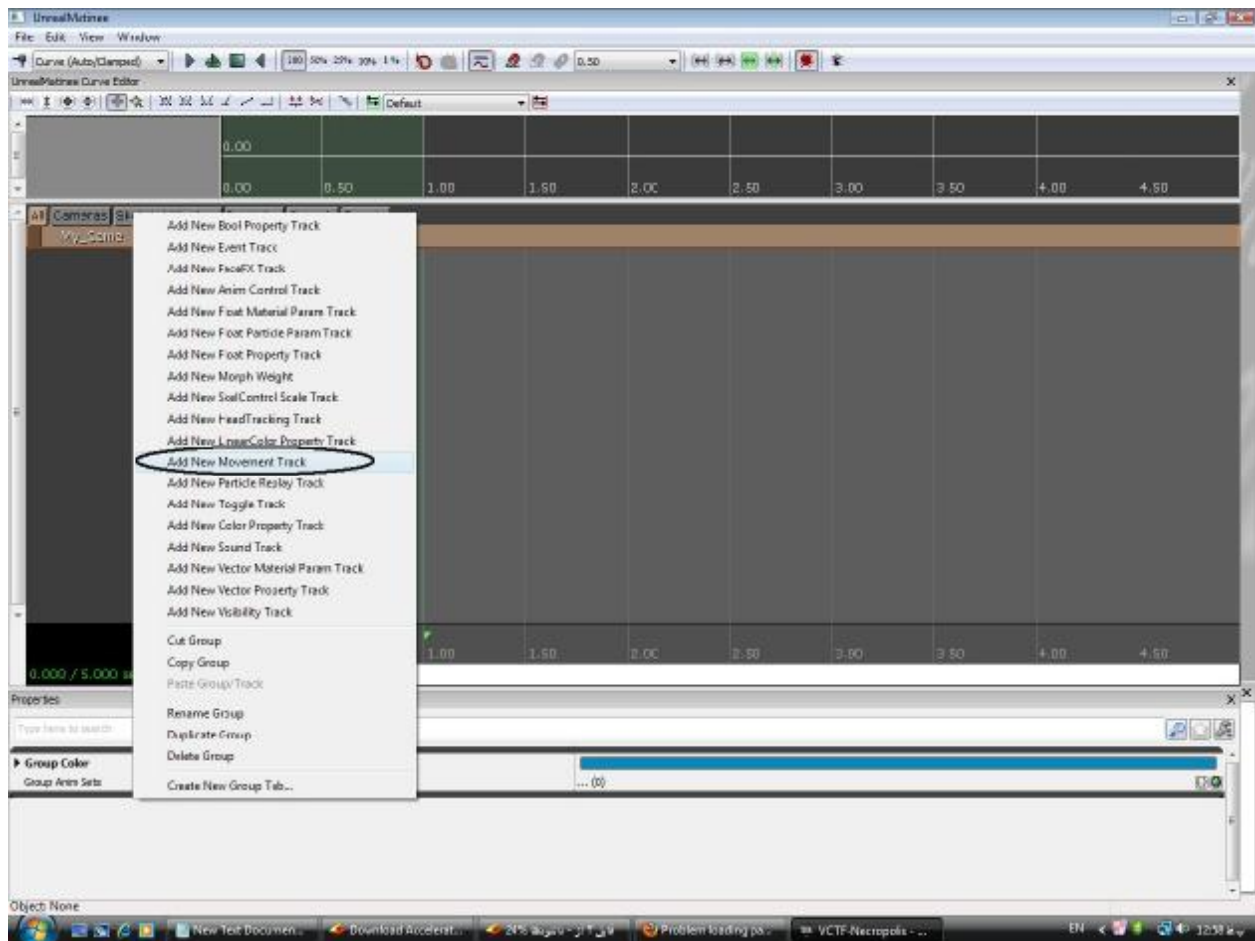 UnrealMatinee
File Edit View Window
Curve (Auto/Clamped) 100 50% 25% 10% 1% 0.50
UnrealMatinee Curve Editor
Default
0.00
0.00 0.50 1.00 1.50 2.00 2.50 3.00 3.50 4.00 4.50
All Cameras
Add New Bool Property Track
Add New Event Track
Add New FaceFX Track
Add New Anim Control Track
Add New Float Material Param Track
Add New Float Particle Param Track
Add New Float Property Track
Add New Morph Weight
Add New SkelControl Scale Track
Add New HeadTracking Track
Add New LinearColor Property Track
Add New Movement Track
Add New Particle Replay Track
Add New Toggle Track
Add New Color Property Track
Add New Sound Track
Add New Vector Material Param Track
Add New Vector Property Track
Add New Visibility Track
Cut Group
Copy Group
Paste Group/Track
Rename Group
Duplicate Group
Delete Group
Create New Group Tab...
1.00 1.50 2.00 2.50 3.00 3.50 4.00 4.50
0.000 / 5.000
Properties
Type here to search
Group Color
Group Anim Sets ... (0)
Object: None
New Text Documen... Download Accelerat... 24% Problem loading pa... VCTF-Necropolis - ... EN 12:58